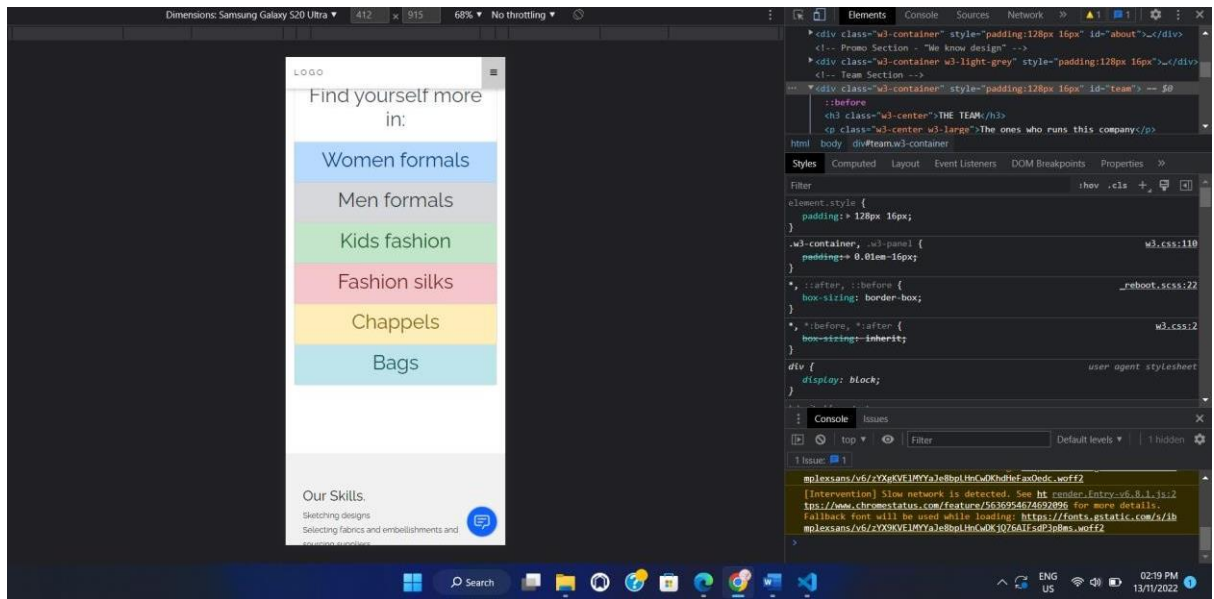 Dimensions: Samsung Galaxy S20 Ultra ▼ 412 x 915 68% ▼ No throttling ▼
LOGO
Find yourself more
in:
Women formals
Men formals
Kids fashion
Fashion silks
Chappels
Bags
Our Skills.
Sketching designs
Selecting fabrics and embellishments and
sourcing suppliers
Elements Console Sources Network » 1 1
<div class="w3-container" style="padding:128px 16px" id="about">…</div>
<!-- Promo Section - "We know design" -->
<div class="w3-container w3-light-grey" style="padding:128px 16px">…</div>
<!-- Team Section -->
<div class="w3-container" style="padding:128px 16px" id="team"> == $0
::before
<h3 class="w3-center">THE TEAM</h3>
<p class="w3-center w3-large">The ones who runs this company</p>
html body div#team.w3-container
Styles Computed Layout Event Listeners DOM Breakpoints Properties »
Filter :hov .cls +
element.style {
padding: 128px 16px;
}
.w3-container, .w3-panel { w3.css:110
padding: 0.01em 16px;
}
*, ::after, ::before { _reboot.scss:22
box-sizing: border-box;
}
*, *:before, *:after { w3.css:2
box-sizing: inherit;
}
div { user agent stylesheet
display: block;
}
Console Issues
top ▼ Filter Default levels ▼ 1 hidden
1 Issue: 1
[Intervention] Slow network is detected. See ht render.Entry-v6.8.1.js:2
tps://www.chromestatus.com/feature/5636954674692096 for more details.
Fallback font will be used while loading: https://fonts.gstatic.com/s/ib
Search
ENG
US
02:19 PM
13/11/2022
1